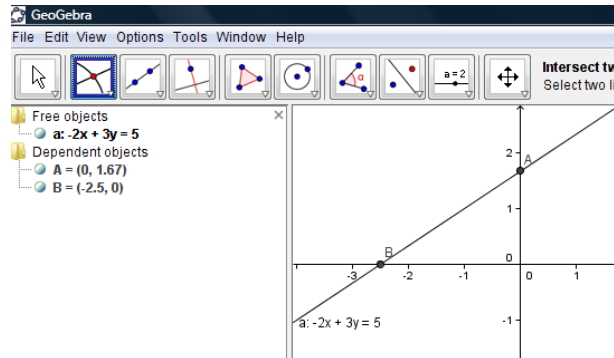 GeoGebra
File Edit View Options Tools Window Help
α
a = 2
Intersect tw
Select two li
Free objects
a: -2x + 3y = 5
Dependent objects
A = (0, 1.67)
B = (-2.5, 0)
2
A
1
B
0
-3 -2 -1 0 1
-1
a: -2x + 3y = 5